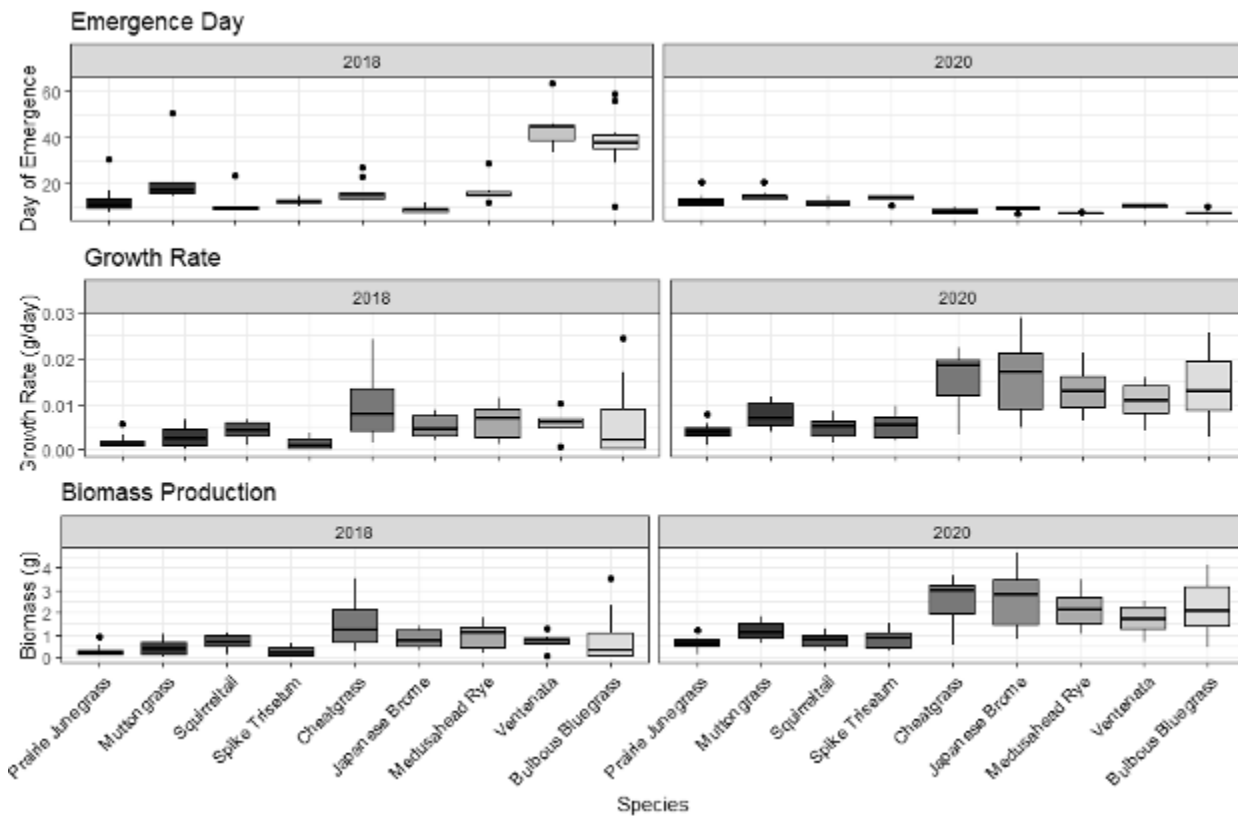 Emergence Day
2018
2020
Day of Emergence
60
40
20
Growth Rate
2018
2020
Growth Rate (g/day)
0.03
0.02
0.01
0.00
Biomass Production
2018
2020
Biomass (g)
4
3
2
1
0
Prairie Junegrass
Muttongrass
Squirreltail
Spike Trisetum
Cheatgrass
Japanese Brome
Medusahead Rye
Ventenata
Bulbous Bluegrass
Prairie Junegrass
Muttongrass
Squirreltail
Spike Trisetum
Cheatgrass
Japanese Brome
Medusahead Rye
Ventenata
Bulbous Bluegrass
Species